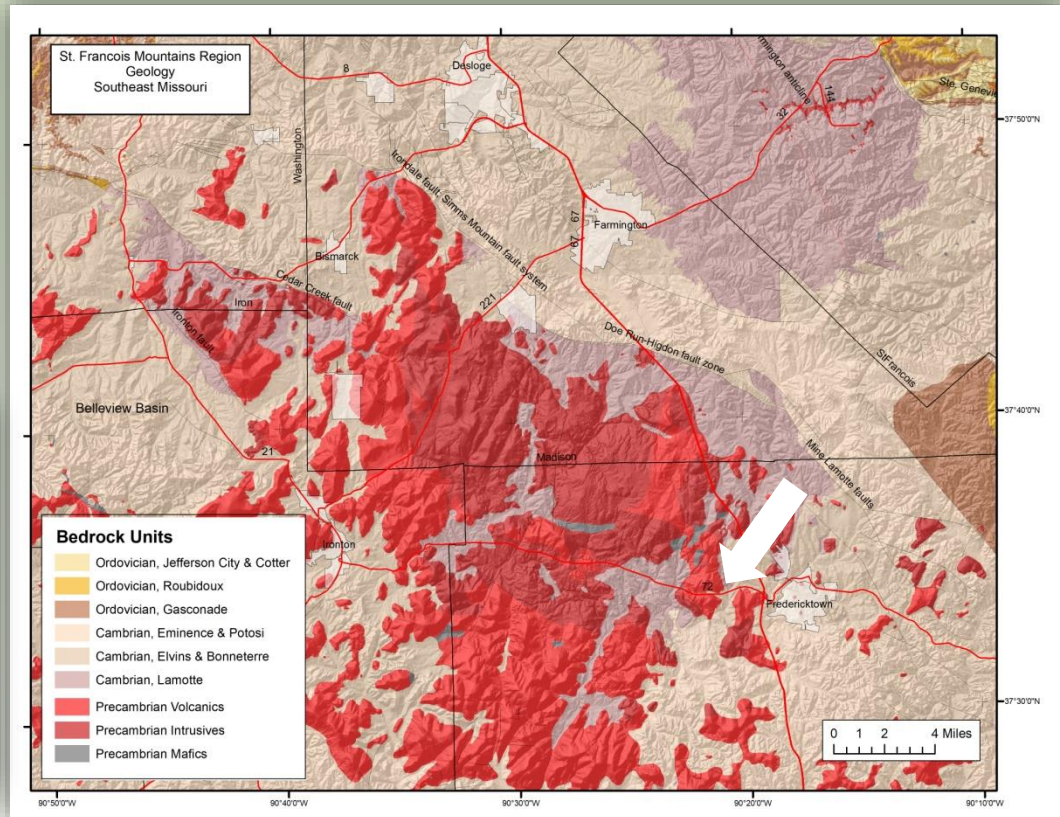 St. Francois Mountains Region
Geology
Southeast Missouri
8
Desloge
Farmington anticline
Ste. Genevieve
144
32
37°50'0"N
Washington
Irondale fault, Simms Mountain fault system
67
67
Farmington
Bismarck
Cedar Creek fault
Iron
Ironton fault
221
Doe Run-Higdon fault zone
StFrancois
Belleview Basin
37°40'0"N
21
Madison
Mine Lamotte faults
Ironton
72
Fredericktown
37°30'0"N
Bedrock Units
Ordovician, Jefferson City & Cotter
Ordovician, Roubidoux
Ordovician, Gasconade
Cambrian, Eminence & Potosi
Cambrian, Elvins & Bonneterre
Cambrian, Lamotte
Precambrian Volcanics
Precambrian Intrusives
Precambrian Mafics
0 1 2 4 Miles
90°50'0"W
90°40'0"W
90°30'0"W
90°20'0"W
90°10'0"W